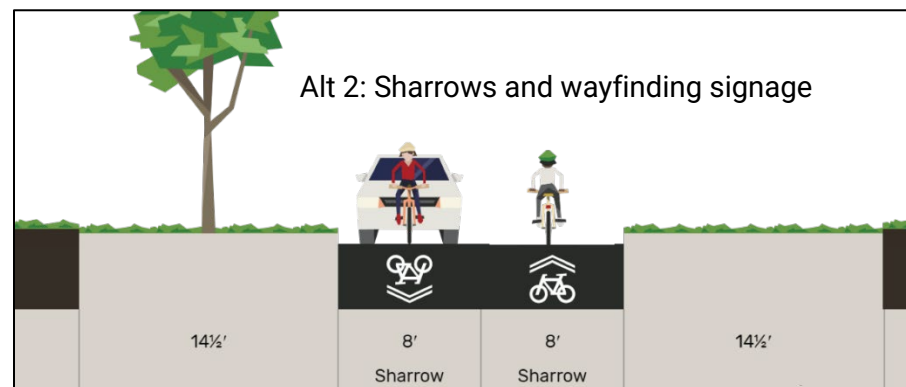 Alt 2: Sharrows and wayfinding signage
14½′ 8′ 8′ 14½′
Sharrow Sharrow